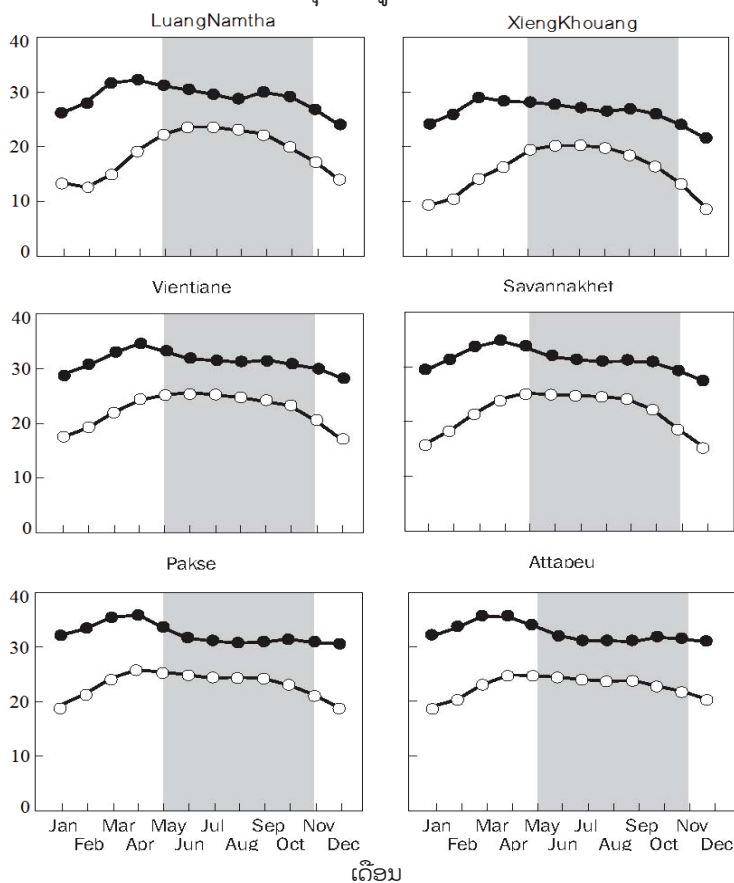 LuangNamtha
XiengKhouang
40
30
20
10
0
Vientiane
Savannakhet
40
30
20
10
0
Pakse
Attapeu
40
30
20
10
0
Jan Mar May Jul Sep Nov
Feb Apr Jun Aug Oct Dec
Jan Mar May Jul Sep Nov
Feb Apr Jun Aug Oct Dec
ເດືອນ